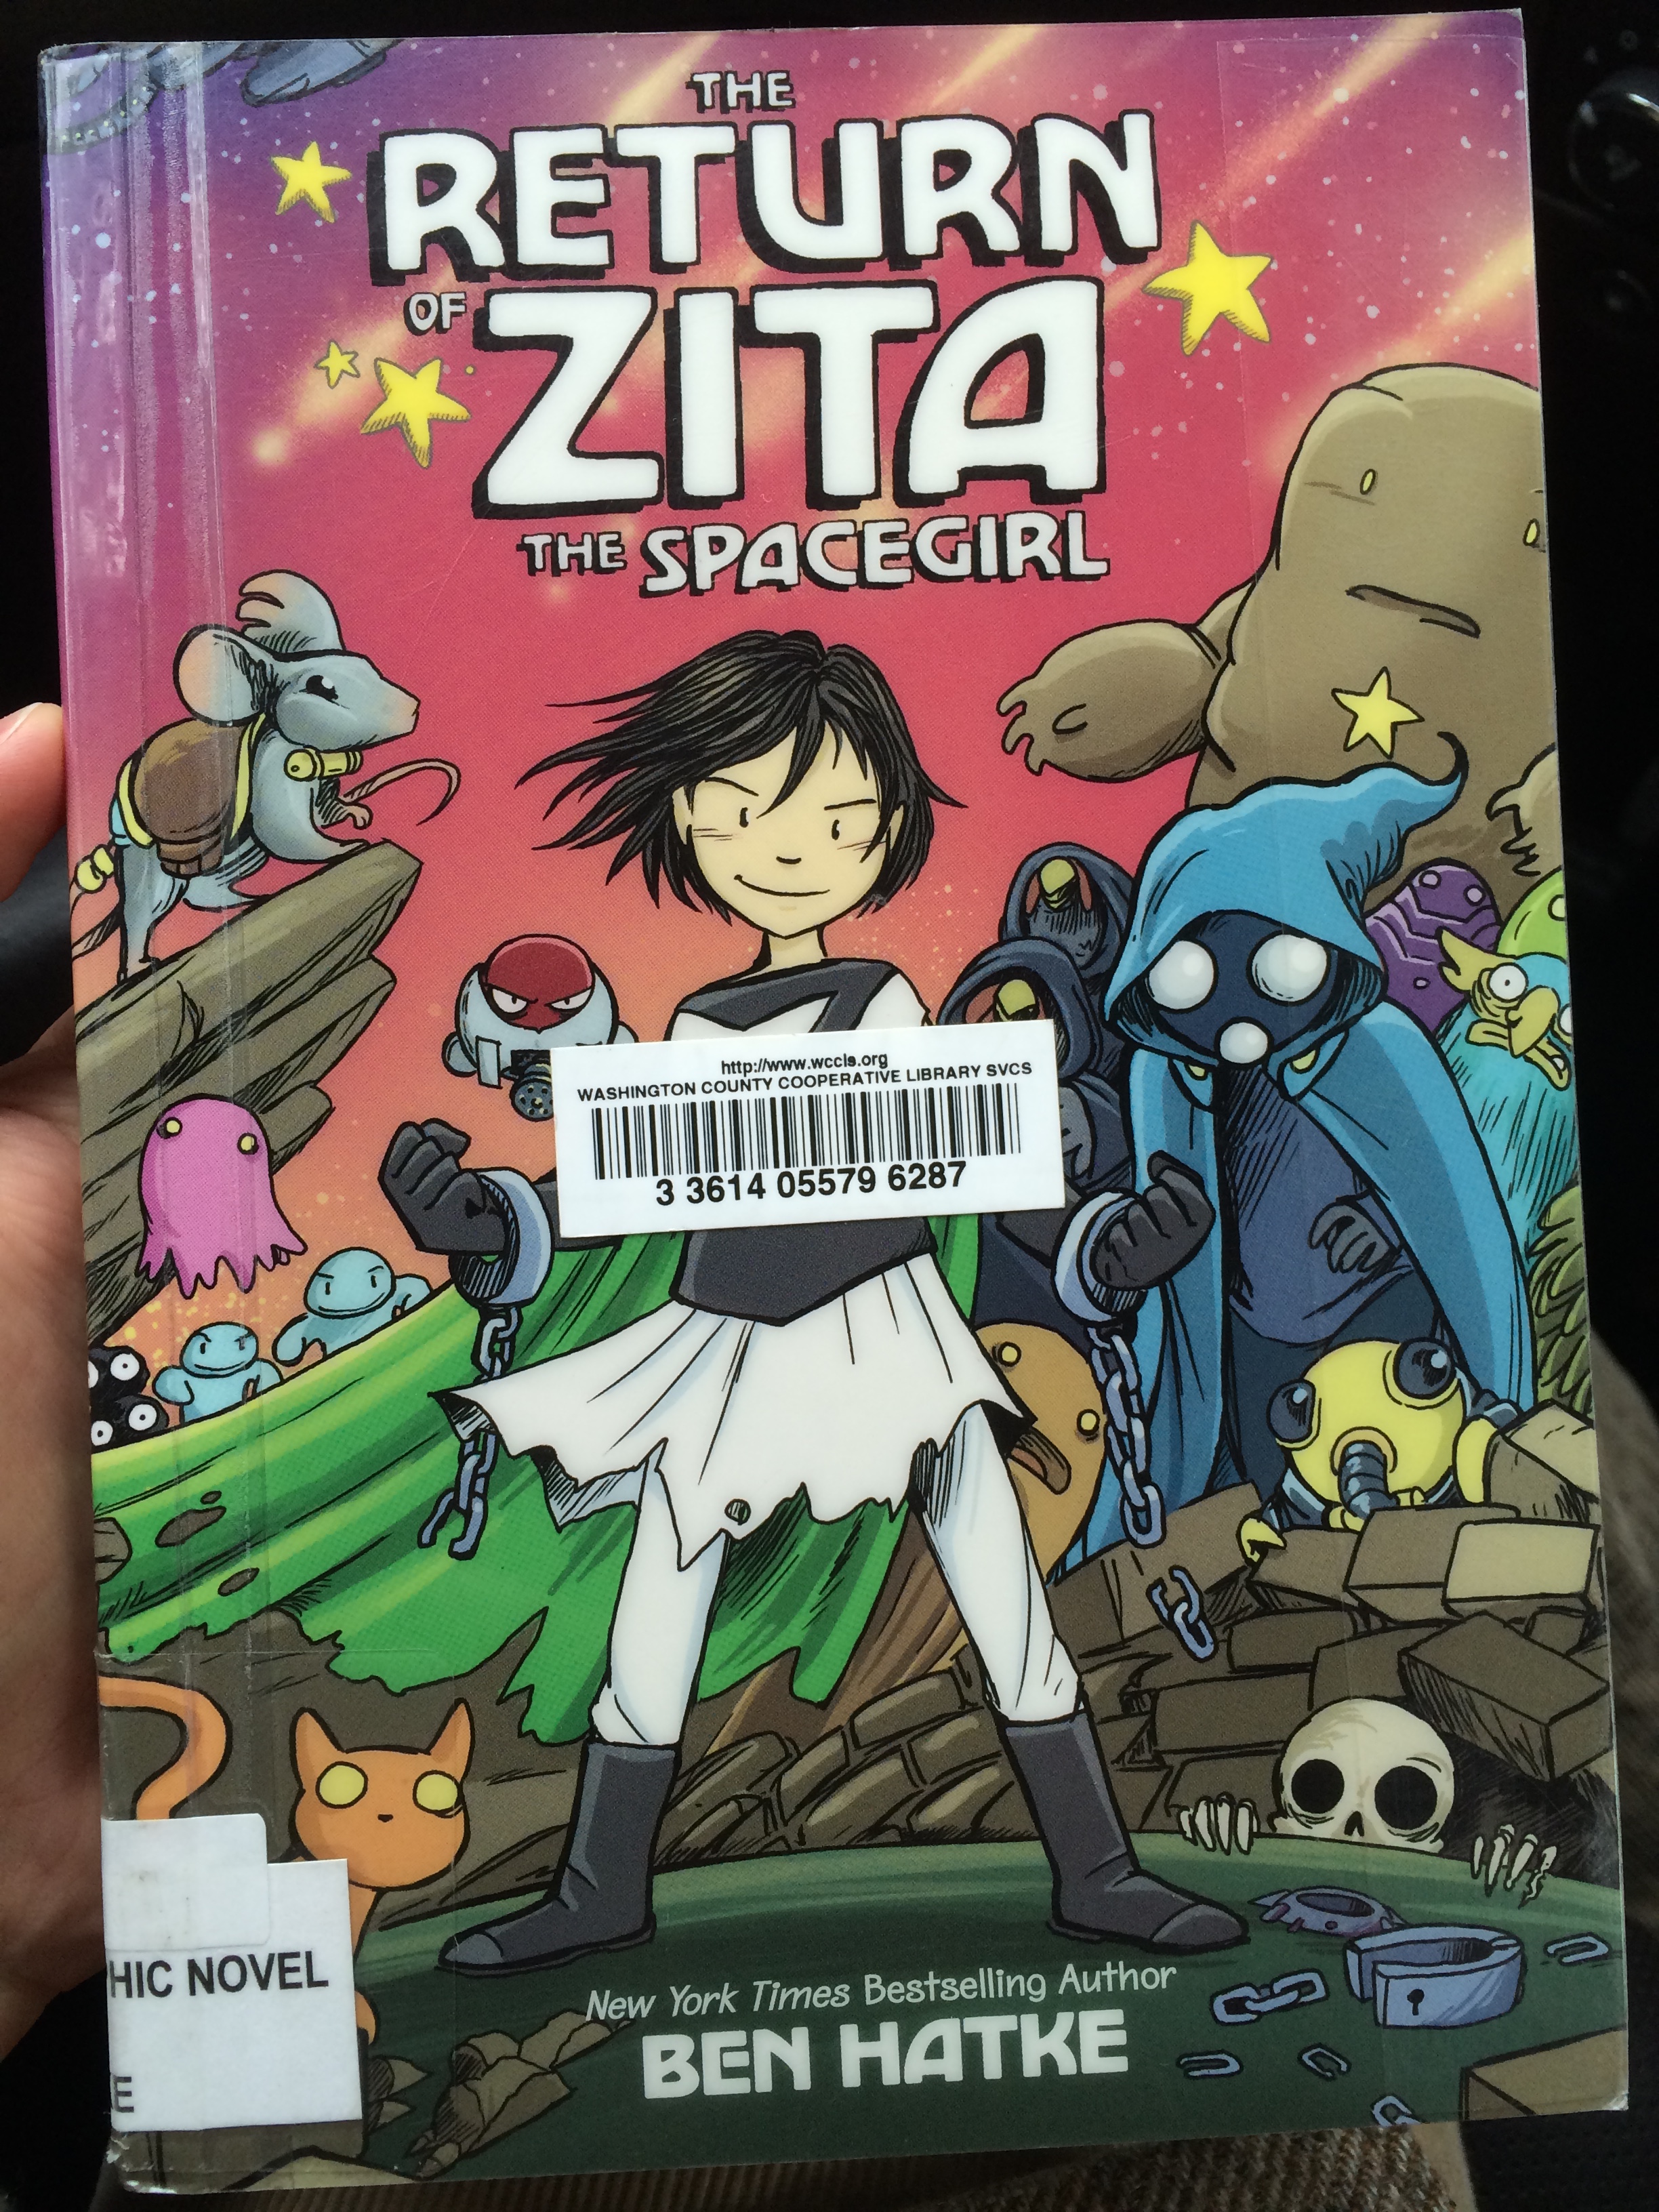 THE
RETURN
OF
ZITA
THE SPACEGIRL
http://www.wccls.org
WASHINGTON COUNTY COOPERATIVE LIBRARY SVCS
3 3614 05579 6287
HIC NOVEL
E
New York Times Bestselling Author
BEN HATKE